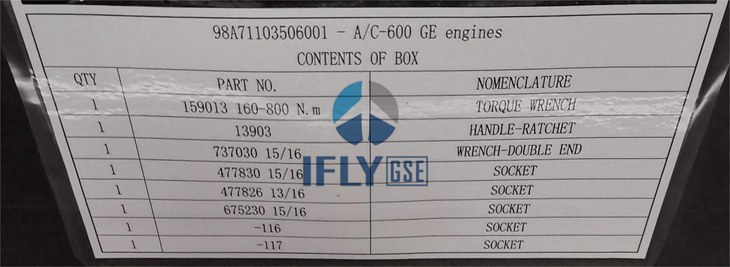 98A71103506001 - A/C-600 GE engines
CONTENTS OF BOX
QTY PART NO. NOMENCLATURE
1 159013 160-800 N.m TORQUE WRENCH
1 13903 HANDLE-RATCHET
1 737030 15/16 WRENCH-DOUBLE END
1 477830 15/16 SOCKET
1 477826 13/16 SOCKET
1 675230 15/16 SOCKET
1 -116 SOCKET
1 -117 SOCKET
IFLY GSE